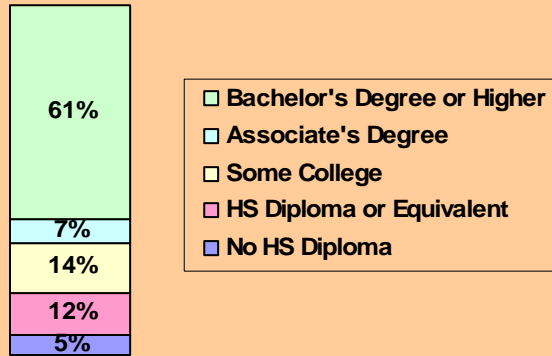 61%
7%
14%
12%
5%
Bachelor's Degree or Higher
Associate's Degree
Some College
HS Diploma or Equivalent
No HS Diploma